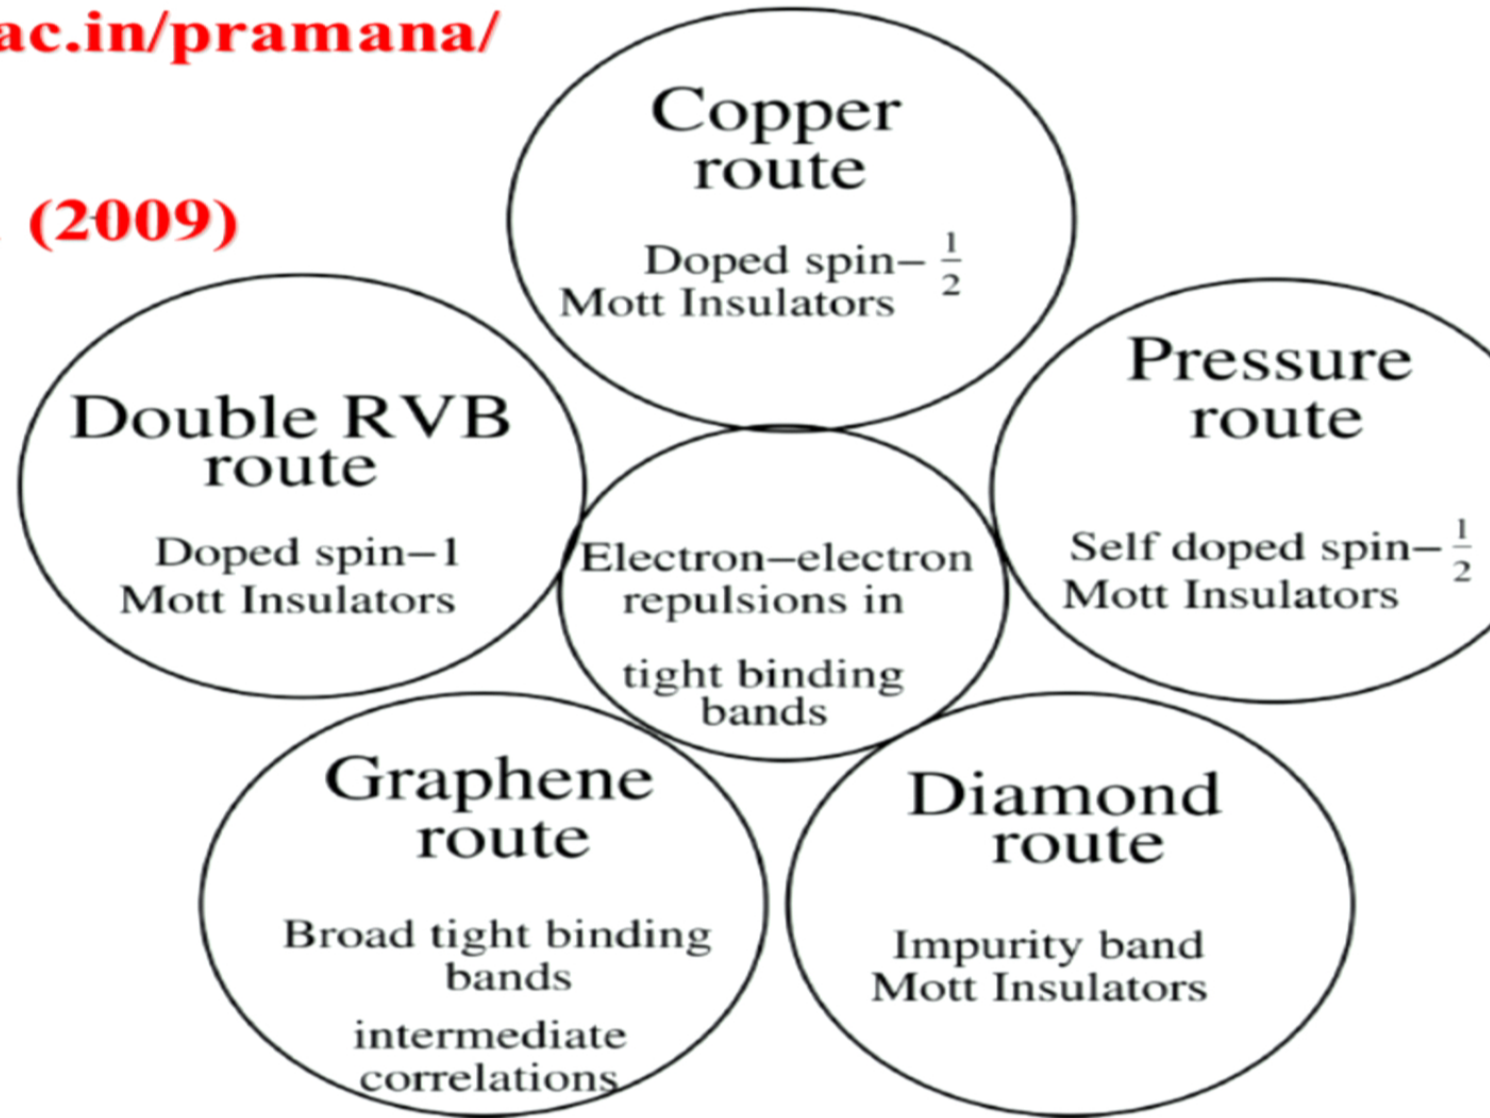 ac.in/pramana/
(2009)
Copper
route
Doped spin– 1/2
Mott Insulators
Double RVB
route
Doped spin–1
Mott Insulators
Pressure
route
Self doped spin– 1/2
Mott Insulators
Electron–electron
repulsions in
tight binding
bands
Graphene
route
Broad tight binding
bands
intermediate
correlations
Diamond
route
Impurity band
Mott Insulators